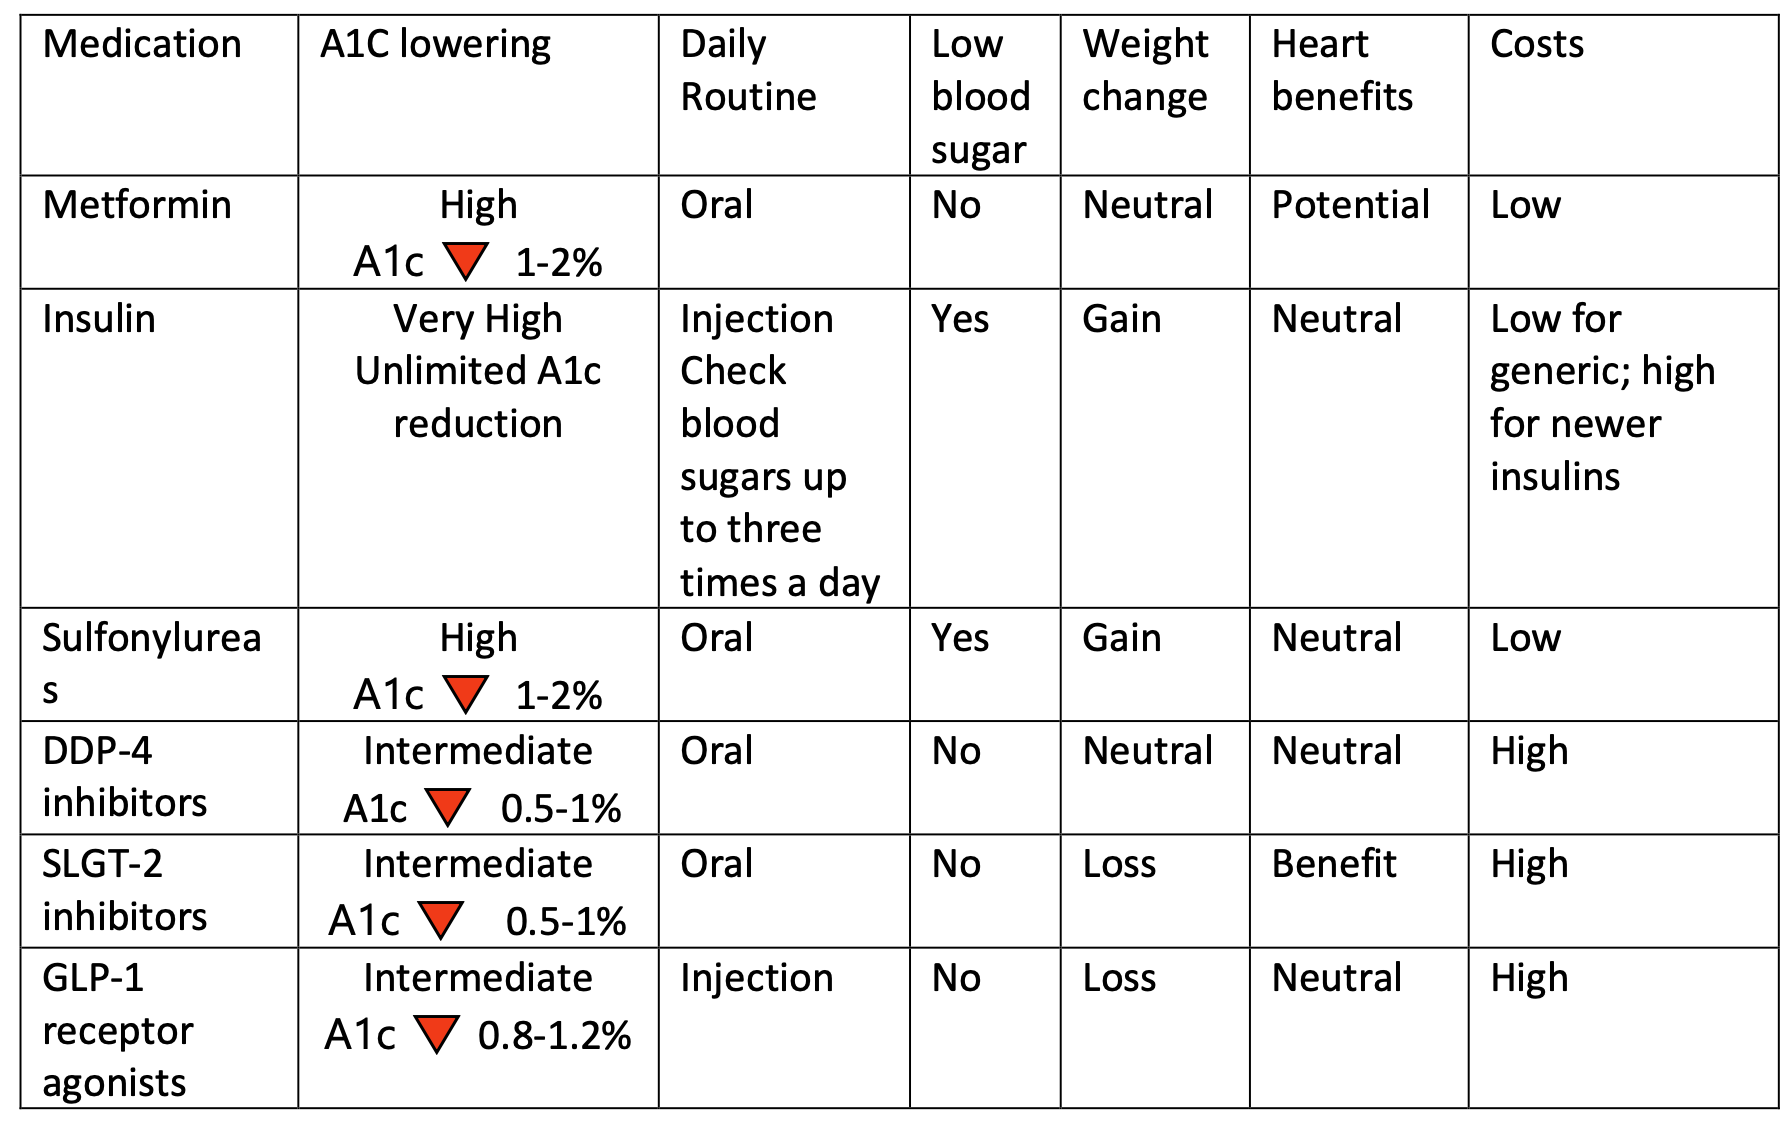 Medication
A1C lowering
Daily
Routine
Low
blood
sugar
Weight
change
Heart
benefits
Costs
Metformin
High
A1c 1-2%
Oral
No
Neutral
Potential
Low
Insulin
Very High
Unlimited A1c
reduction
Injection
Check
blood
sugars up
to three
times a day
Yes
Gain
Neutral
Low for
generic; high
for newer
insulins
Sulfonylurea
s
High
A1c 1-2%
Oral
Yes
Gain
Neutral
Low
DDP-4
inhibitors
Intermediate
A1c 0.5-1%
Oral
No
Neutral
Neutral
High
SLGT-2
inhibitors
Intermediate
A1c 0.5-1%
Oral
No
Loss
Benefit
High
GLP-1
receptor
agonists
Intermediate
A1c 0.8-1.2%
Injection
No
Loss
Neutral
High